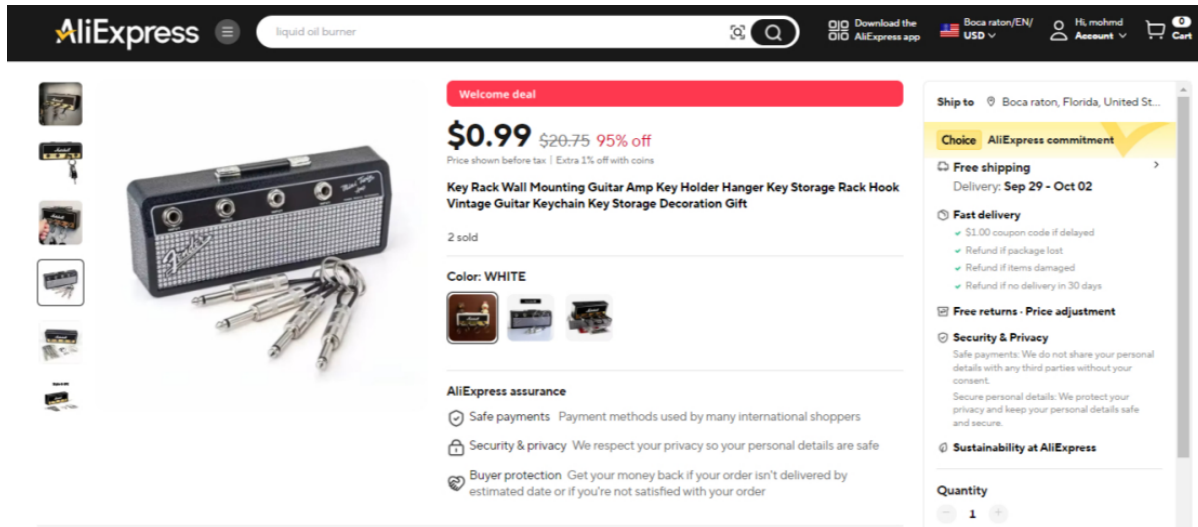 AliExpress
liquid oil burner
Download the
AliExpress app
Boca raton/EN/
USD
Hi, mohmd
Account
0
Cart
Welcome deal
$0.99 $20.75 95% off
Price shown before tax | Extra 1% off with coins
Key Rack Wall Mounting Guitar Amp Key Holder Hanger Key Storage Rack Hook
Vintage Guitar Keychain Key Storage Decoration Gift
2 sold
Color: WHITE
AliExpress assurance
Safe payments Payment methods used by many international shoppers
Security & privacy We respect your privacy so your personal details are safe
Buyer protection Get your money back if your order isn't delivered by
estimated date or if you're not satisfied with your order
Ship to Boca raton, Florida, United St...
Choice AliExpress commitment
Free shipping
Delivery: Sep 29 - Oct 02
Fast delivery
$1.00 coupon code if delayed
Refund if package lost
Refund if items damaged
Refund if no delivery in 30 days
Free returns · Price adjustment
Security & Privacy
Safe payments: We do not share your personal
details with any third parties without your
consent.
Secure personal details: We protect your
privacy and keep your personal details safe
and secure.
Sustainability at AliExpress
Quantity
1